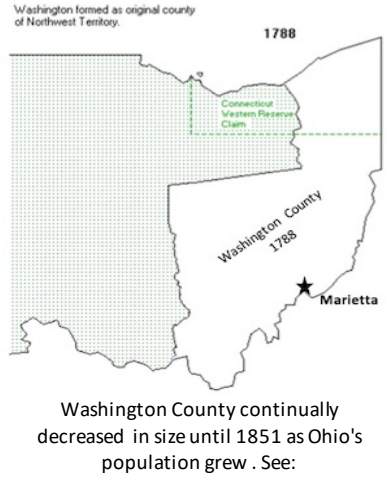 Washington formed as original county
of Northwest Territory.
1788
Connecticut
Western Reserve
Claim
Washington County
1788
Marietta
Washington County continually
decreased in size until 1851 as Ohio's
population grew . See: